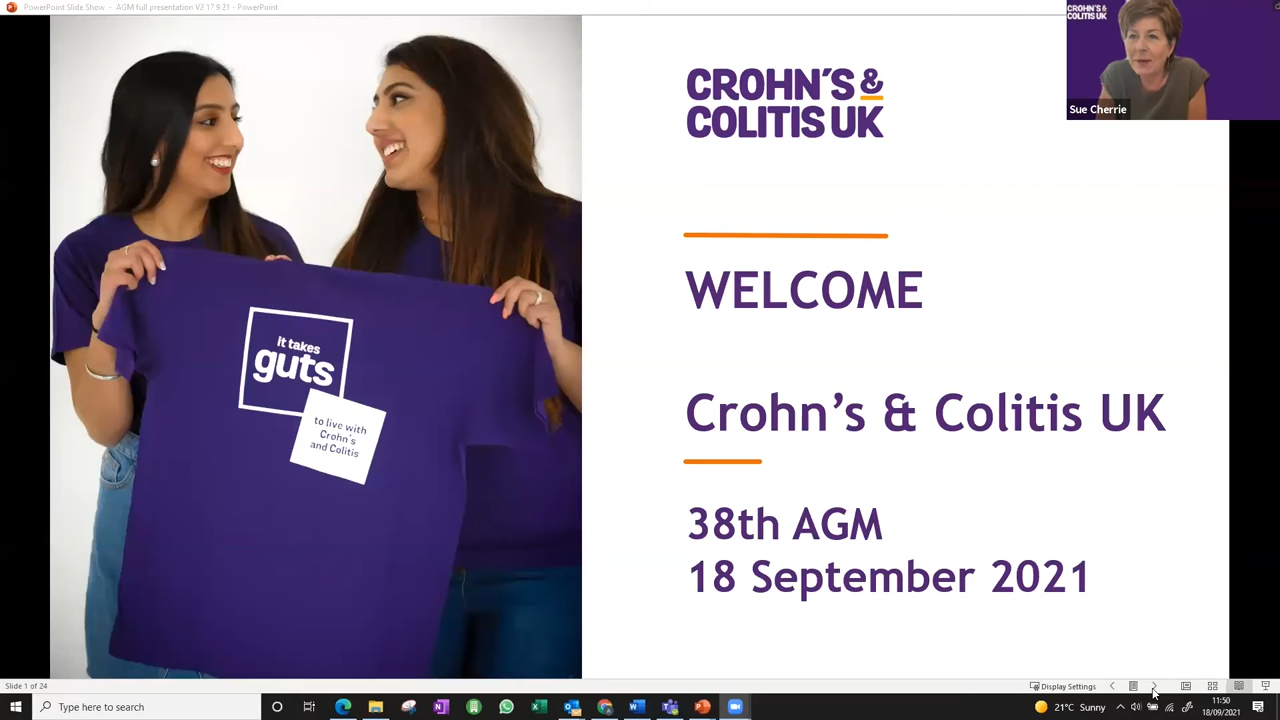 PowerPoint Slide Show - AGM full presentation V3 17 9 21 - PowerPoint
CROHN'S &
COLITIS UK
Sue Cherrie
CROHN'S &
COLITIS UK
WELCOME
Crohn's & Colitis UK
38th AGM
18 September 2021
it takes
guts
to live with
Crohn's
and Colitis
Slide 1 of 24
Display Settings
Type here to search
21°C Sunny
11:50
18/09/2021